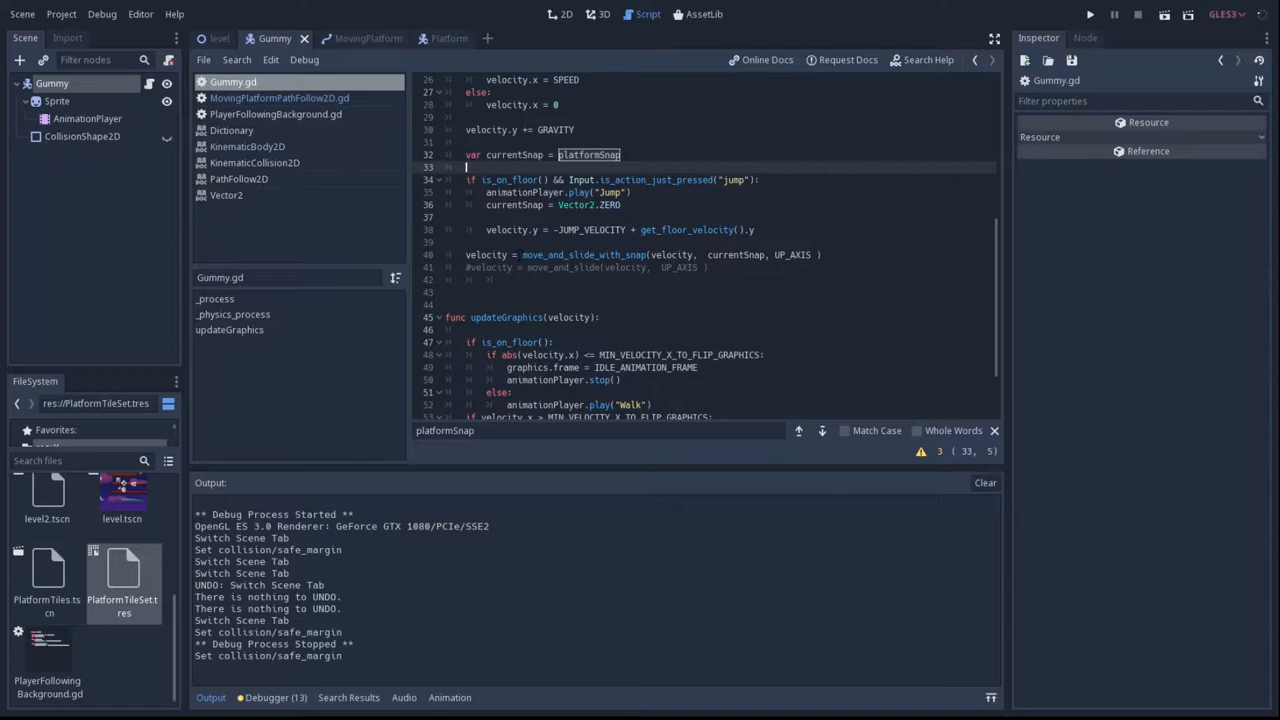 Scene Project Debug Editor Help
2D 3D Script AssetLib
GLES3
Scene Import
level Gummy MovingPlatform Platform
Inspector Node
Filter nodes
File Search Edit Debug
Online Docs Request Docs Search Help
Gummy
Sprite
AnimationPlayer
CollisionShape2D
Gummy.gd
MovingPlatformPathFollow2D.gd
PlayerFollowingBackground.gd
Dictionary
KinematicBody2D
KinematicCollision2D
PathFollow2D
Vector2
Gummy.gd
_process
_physics_process
updateGraphics
26 velocity.x = SPEED
27 else:
28 velocity.x = 0
29
30 velocity.y += GRAVITY
31
32 var currentSnap = platformSnap
33
34 if is_on_floor() && Input.is_action_just_pressed("jump"):
35 animationPlayer.play("Jump")
36 currentSnap = Vector2.ZERO
37
38 velocity.y = -JUMP_VELOCITY + get_floor_velocity().y
39
40 velocity = move_and_slide_with_snap(velocity, currentSnap, UP_AXIS )
41 #velocity = move_and_slide(velocity, UP_AXIS )
42
43
44
45 func updateGraphics(velocity):
46
47 if is_on_floor():
48 if abs(velocity.x) <= MIN_VELOCITY_X_TO_FLIP_GRAPHICS:
49 graphics.frame = IDLE_ANIMATION_FRAME
50 animationPlayer.stop()
51 else:
52 animationPlayer.play("Walk")
53 if velocity.x > MIN_VELOCITY_X_TO_FLIP_GRAPHICS:
platformSnap
Match Case Whole Words
3 ( 33, 5)
Gummy.gd
Filter properties
Resource
Resource
Reference
FileSystem
res://PlatformTileSet.tres
Favorites:
Search files
level2.tscn
level.tscn
PlatformTiles.ts
cn
PlatformTileSet.t
res
PlayerFollowing
Background.gd
Output:
Clear
** Debug Process Started **
OpenGL ES 3.0 Renderer: GeForce GTX 1080/PCIe/SSE2
Switch Scene Tab
Set collision/safe_margin
Switch Scene Tab
Switch Scene Tab
UNDO: Switch Scene Tab
There is nothing to UNDO.
There is nothing to UNDO.
Switch Scene Tab
Set collision/safe_margin
** Debug Process Stopped **
Set collision/safe_margin
Output Debugger (13) Search Results Audio Animation